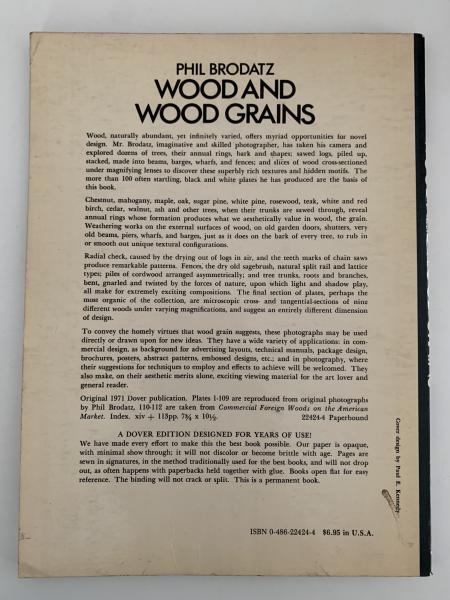 PHIL BRODATZ
WOOD AND
WOOD GRAINS
Wood, naturally abundant, yet infinitely varied, offers myriad opportunities for novel
design. Mr. Brodatz, imaginative and skilled photographer, has taken his camera and
explored dozens of trees, their annual rings, bark and shapes; sawed logs, piled up,
stacked, made into beams, barges, wharfs, and fences; and slices of wood cross-sectioned
under magnifying lenses to discover these superbly rich textures and hidden motifs. The
more than 100 often startling, black and white plates he has produced are the basis of
this book.
Chestnut, mahogany, maple, oak, sugar pine, white pine, rosewood, teak, white and red
birch, cedar, walnut, ash and other trees, when their trunks are sawed through, reveal
annual rings whose formation produces what we aesthetically value in wood, the grain.
Weathering works on the external surfaces of wood, on old garden doors, shutters, very
old beams, piers, wharfs, and barges, just as it does on the bark of every tree, to rub in
or smooth out unique textural configurations.
Radial check, caused by the drying out of logs in air, and the teeth marks of chain saws
produce remarkable patterns. Fences, the dry old sagebrush, natural split rail and lattice
types; piles of cordwood arranged asymmetrically; and tree trunks, roots and branches,
bent, gnarled and twisted by the forces of nature, upon which light and shadow play,
all make for extremely exciting compositions. The final section of plates, perhaps the
most organic of the collection, are microscopic cross- and tangential-sections of nine
different woods under varying magnifications, and suggest an entirely different dimension
of design.
To convey the homely virtues that wood grain suggests, these photographs may be used
directly or drawn upon for new ideas. They have a wide variety of applications: in com-
mercial design, as background for advertising layouts, technical manuals, package design,
brochures, posters, abstract patterns, embossed designs, etc.; and in photography, where
their suggestions for techniques to employ and effects to achieve will be welcomed. They
also make, on their aesthetic merits alone, exciting viewing material for the art lover and
general reader.
Original 1971 Dover publication. Plates 1-109 are reproduced from original photographs
by Phil Brodatz, 110-112 are taken from Commercial Foreign Woods on the American
Market. Index. xiv + 113pp. 7¾ x 10½. 22424-4 Paperbound
A DOVER EDITION DESIGNED FOR YEARS OF USE!
We have made every effort to make this the best book possible. Our paper is opaque,
with minimal show through; it will not discolor or become brittle with age. Pages are
sewn in signatures, in the method traditionally used for the best books, and will not drop
out, as often happens with paperbacks held together with glue. Books open flat for easy
reference. The binding will not crack or split. This is a permanent book.
ISBN 0-486-22424-4 $6.95 in U.S.A.
Cover design by Paul E. Kennedy